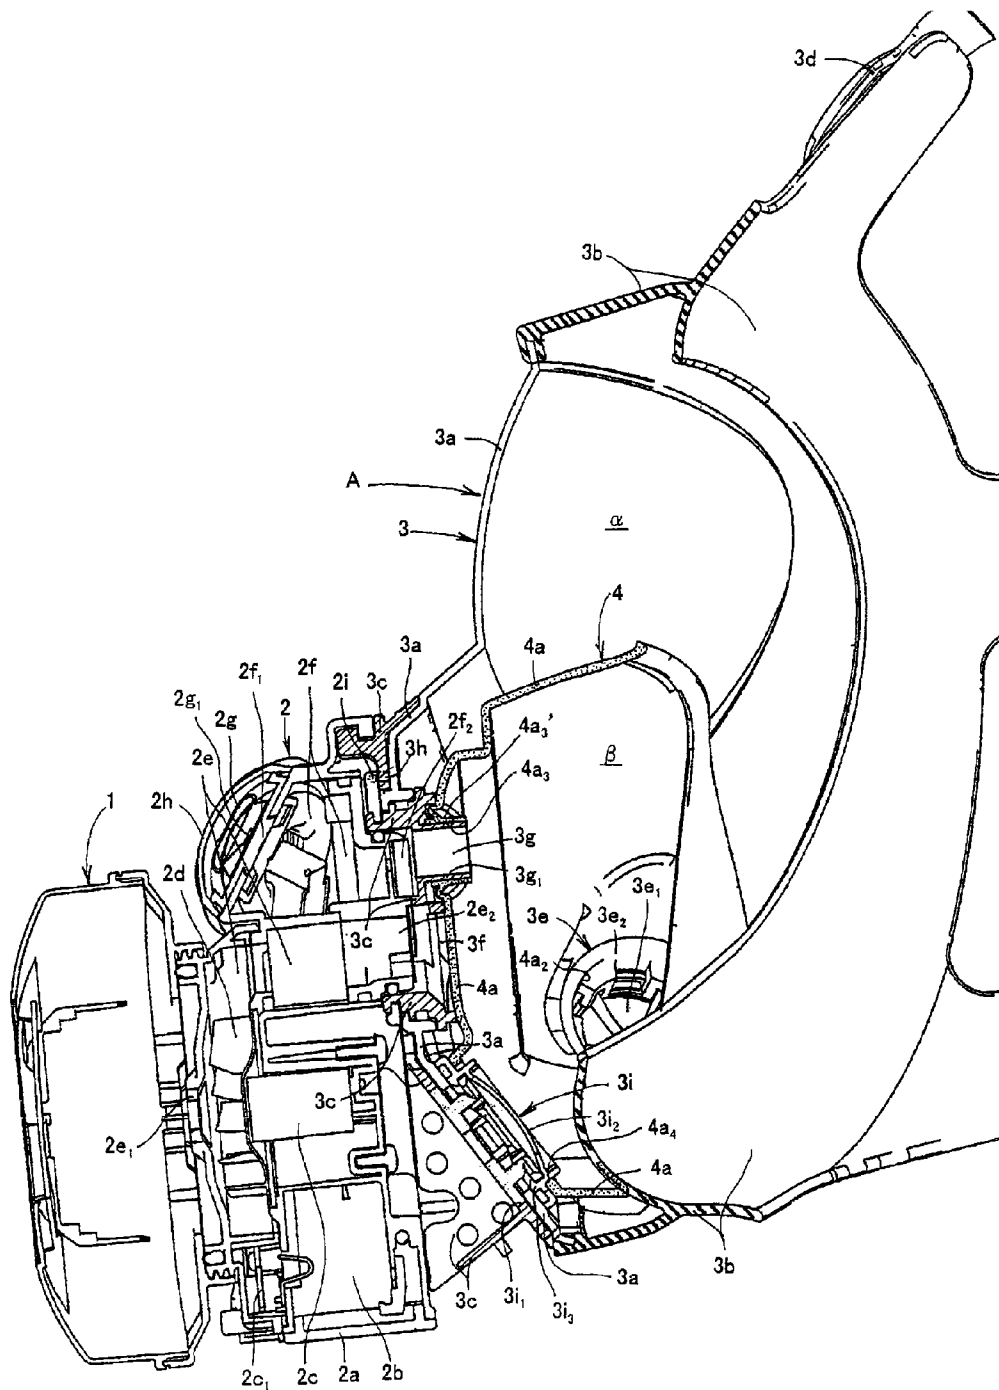 3d
3b
3a
A
α
3
4
3a
4a
2f
2i
3c
2f₁
2g₁
2g
2
2f₂
4a₃'
2e
3h
4a₃
β
1
2h
3g
2d
3g₁
3e₁
3e₂
2e₂
3e
3c
3f
4a₂
4a
3a
3i
3c
3i₂
2e₁
4a₄
4a
3b
3a
3c
3i₁
3i₃
2a
2c₁
2c
2b